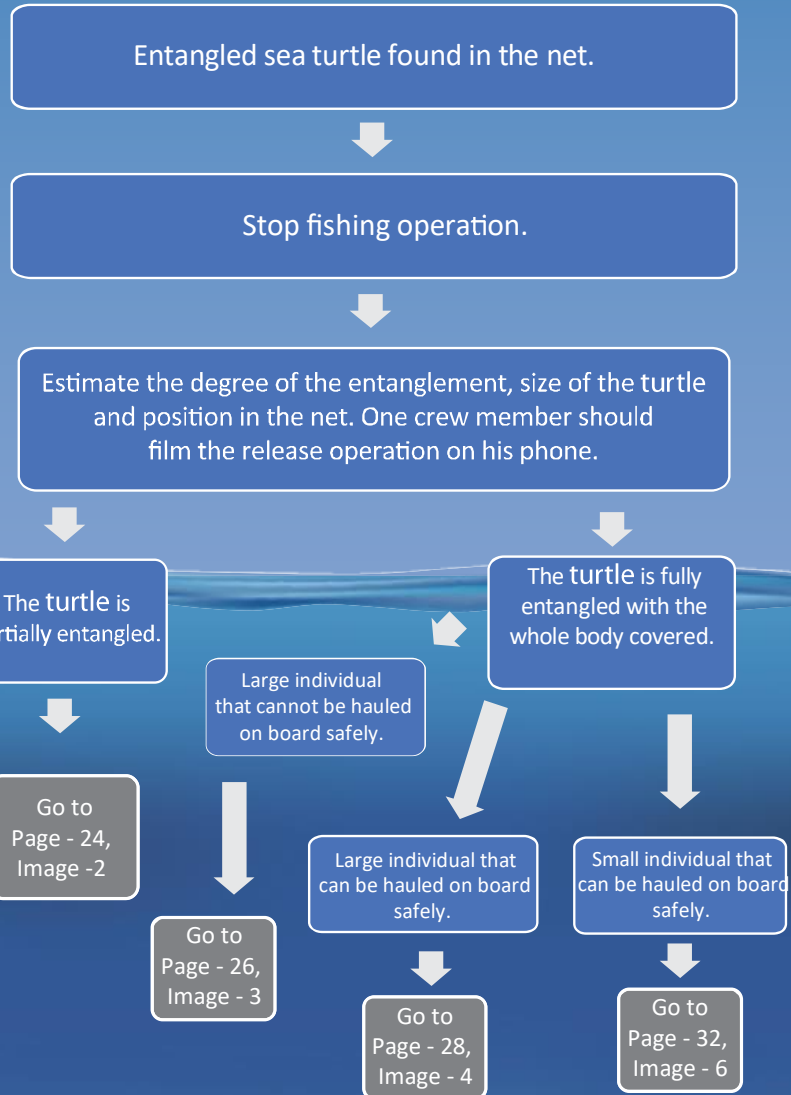 Entangled sea turtle found in the net.
Stop fishing operation.
Estimate the degree of the entanglement, size of the turtle
and position in the net. One crew member should
film the release operation on his phone.
The turtle is
entangled.
The turtle is fully
entangled with the
whole body covered.
Large individual
that cannot be hauled
on board safely.
Go to
Page - 24,
Image -2
Large individual that
can be hauled on board
safely.
Small individual that
can be hauled on board
safely.
Go to
Page - 26,
Image - 3
Go to
Page - 28,
Image - 4
Go to
Page - 32,
Image - 6